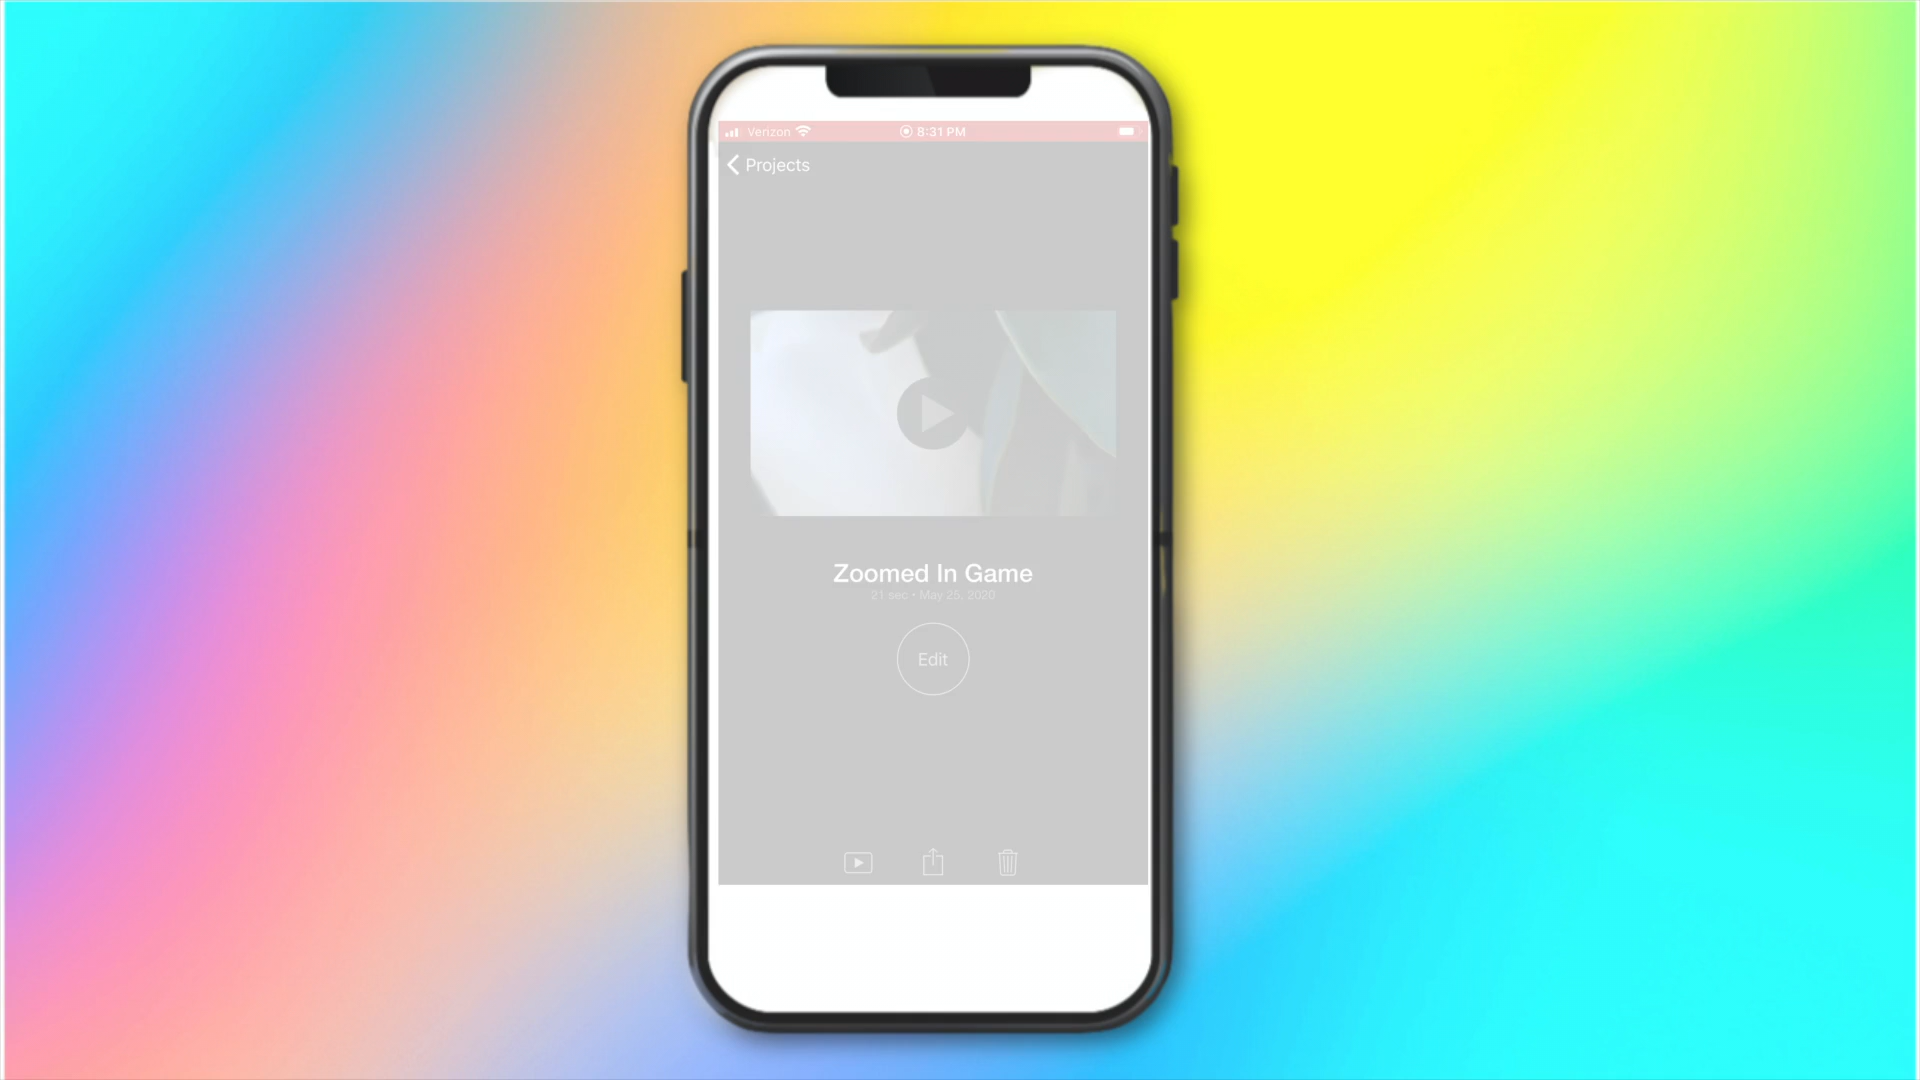 Verizon 8:31 PM
Projects
Zoomed In Game
21 sec • May 25, 2020
Edit